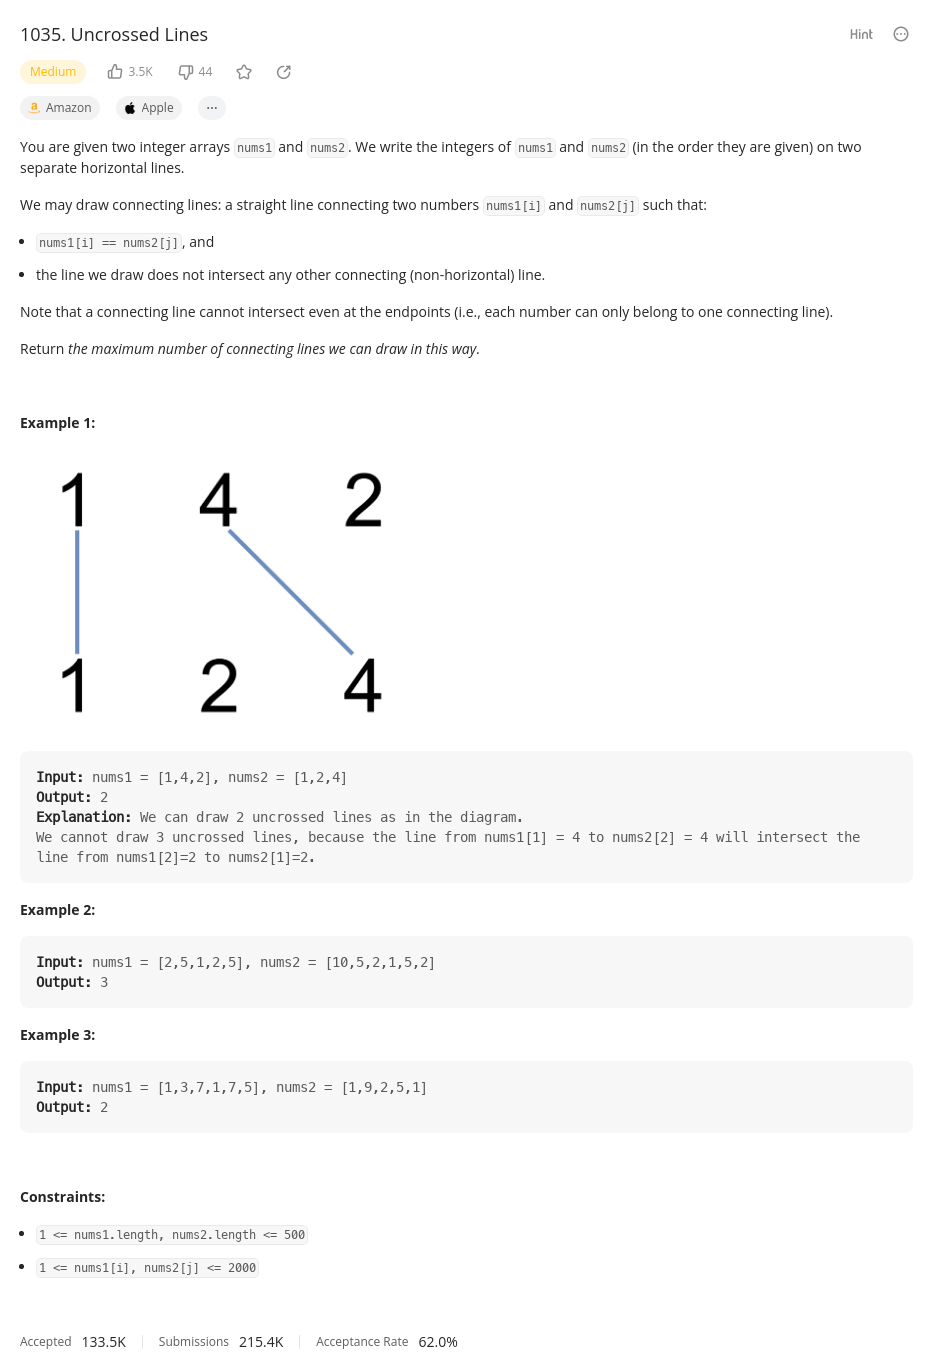 1035. Uncrossed Lines
Hint
Medium 3.5K 44
Amazon Apple ...
You are given two integer arrays nums1 and nums2. We write the integers of nums1 and nums2 (in the order they are given) on two
separate horizontal lines.
We may draw connecting lines: a straight line connecting two numbers nums1[i] and nums2[j] such that:
• nums1[i] == nums2[j], and
• the line we draw does not intersect any other connecting (non-horizontal) line.
Note that a connecting line cannot intersect even at the endpoints (i.e., each number can only belong to one connecting line).
Return the maximum number of connecting lines we can draw in this way.
Example 1:
1 4 2
1 2 4
Input: nums1 = [1,4,2], nums2 = [1,2,4]
Output: 2
Explanation: We can draw 2 uncrossed lines as in the diagram.
We cannot draw 3 uncrossed lines, because the line from nums1[1] = 4 to nums2[2] = 4 will intersect the
line from nums1[2]=2 to nums2[1]=2.
Example 2:
Input: nums1 = [2,5,1,2,5], nums2 = [10,5,2,1,5,2]
Output: 3
Example 3:
Input: nums1 = [1,3,7,1,7,5], nums2 = [1,9,2,5,1]
Output: 2
Constraints:
• 1 <= nums1.length, nums2.length <= 500
• 1 <= nums1[i], nums2[j] <= 2000
Accepted 133.5K Submissions 215.4K Acceptance Rate 62.0%